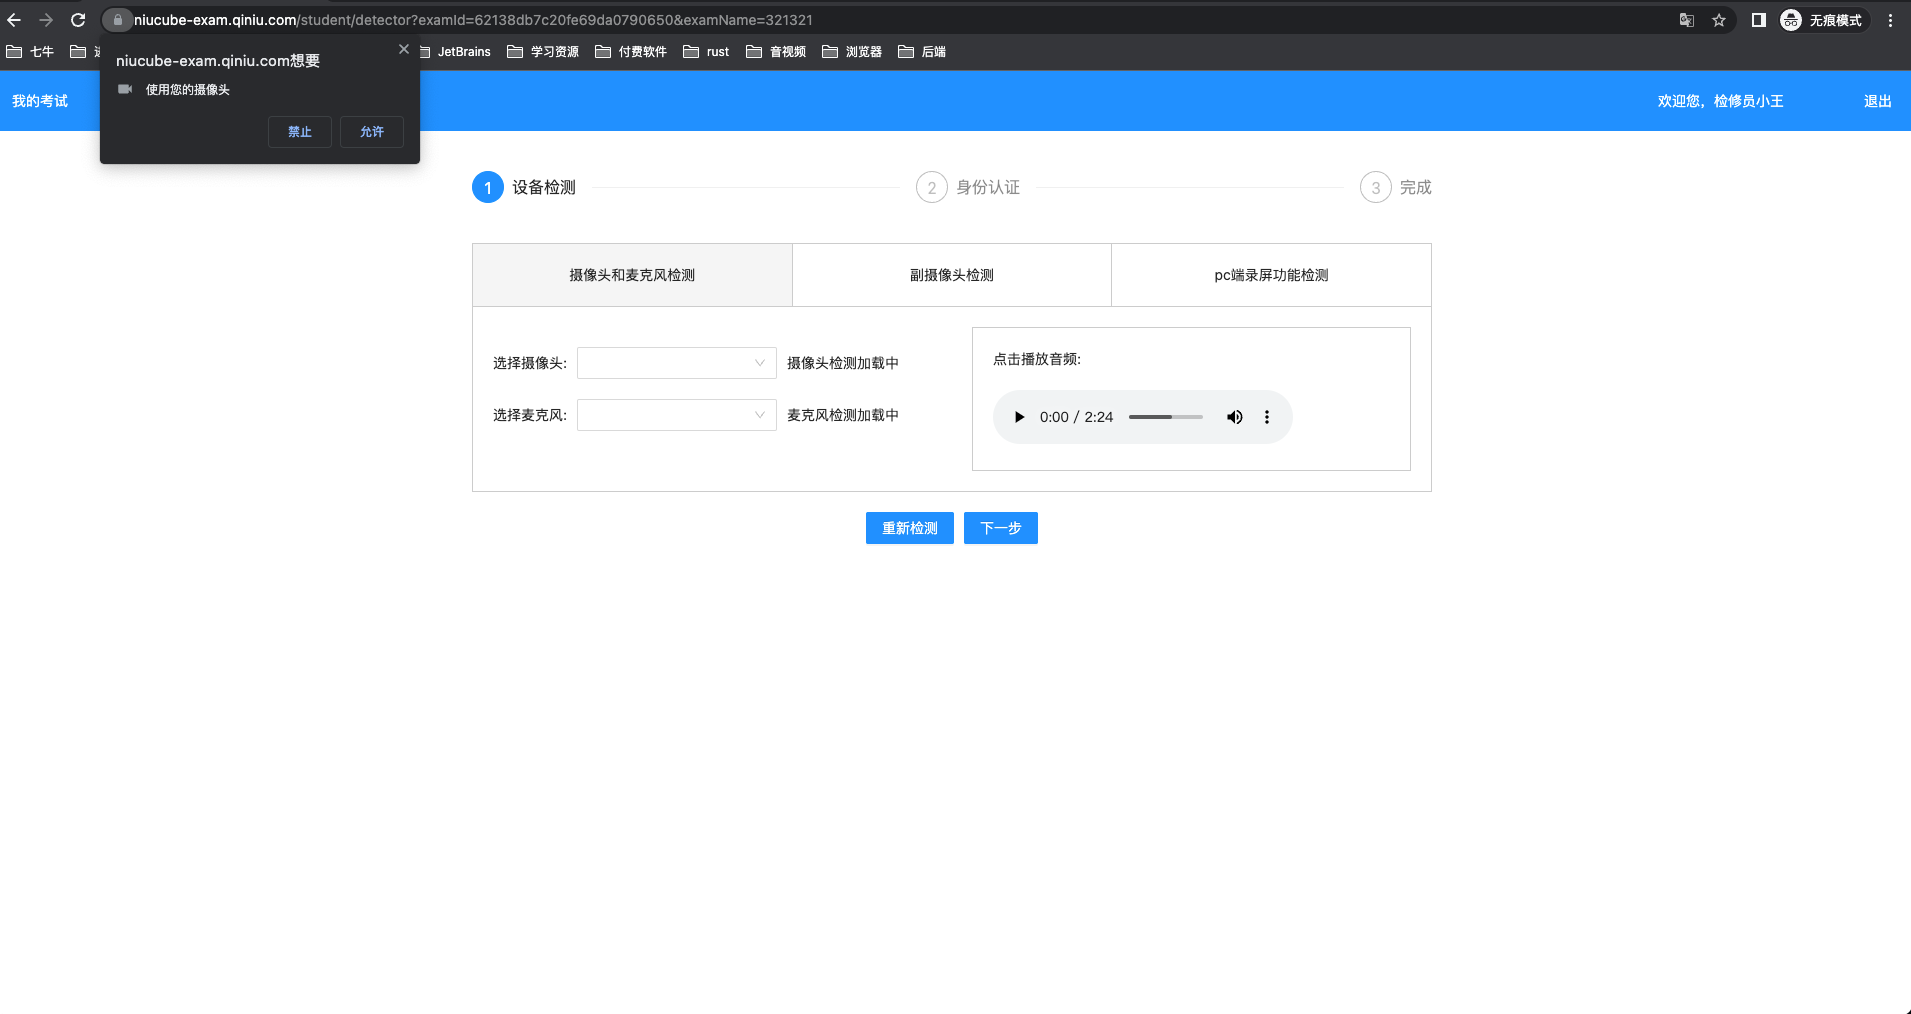 niucube-exam.qiniu.com/student/detector?examId=62138db7c20fe69da0790650&examName=321321
无痕模式
七牛
JetBrains
学习资源
付费软件
rust
音视频
浏览器
后端
niucube-exam.qiniu.com想要
使用您的摄像头
禁止
允许
我的考试
欢迎您，检修员小王
退出
1 设备检测
2 身份认证
3 完成
摄像头和麦克风检测
副摄像头检测
pc端录屏功能检测
选择摄像头:
摄像头检测加载中
选择麦克风:
麦克风检测加载中
点击播放音频:
0:00 / 2:24
重新检测
下一步